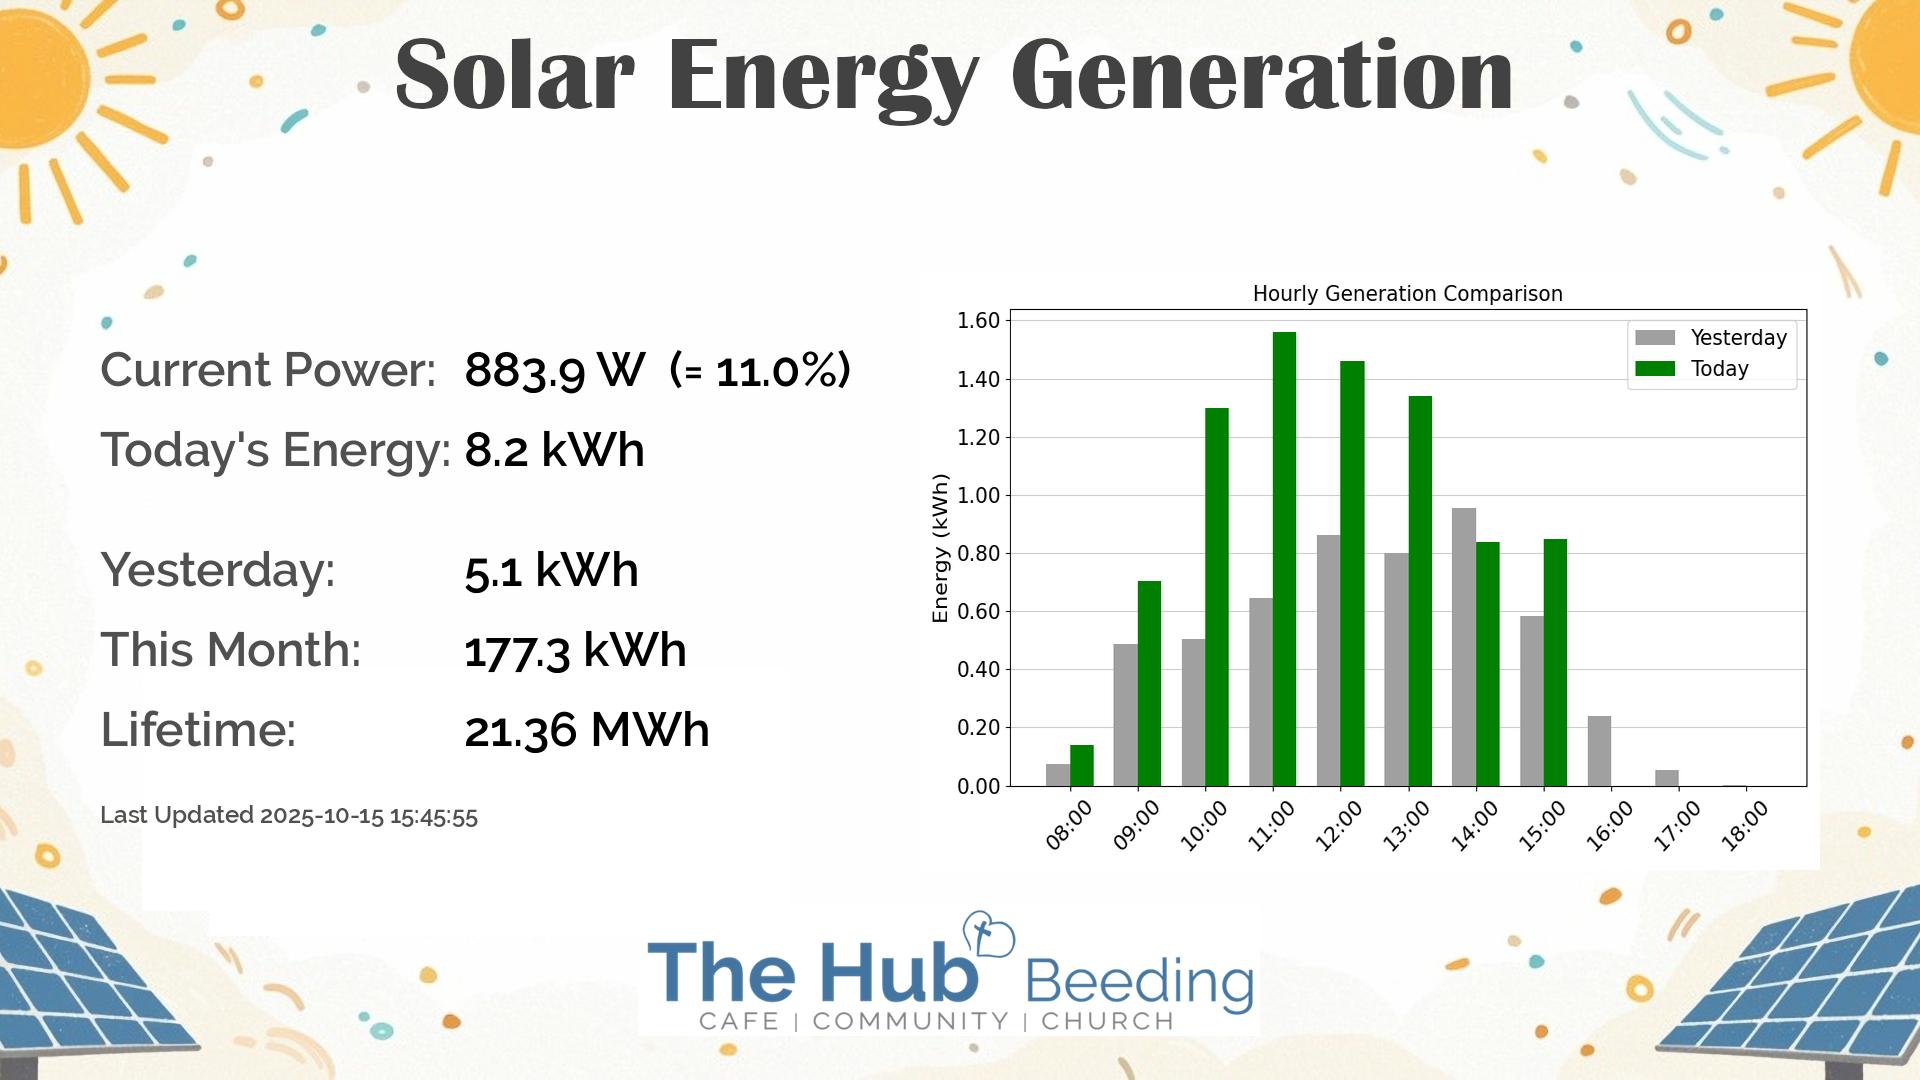 Solar Energy Generation
Current Power: 883.9 W (= 11.0%)
Today's Energy: 8.2 kWh
Yesterday: 5.1 kWh
This Month: 177.3 kWh
Lifetime: 21.36 MWh
Last Updated 2025-10-15 15:45:55
Hourly Generation Comparison
Yesterday
Today
Energy (kWh)
1.60
1.40
1.20
1.00
0.80
0.60
0.40
0.20
0.00
08:00 09:00 10:00 11:00 12:00 13:00 14:00 15:00 16:00 17:00 18:00
The Hub Beeding
CAFE | COMMUNITY | CHURCH